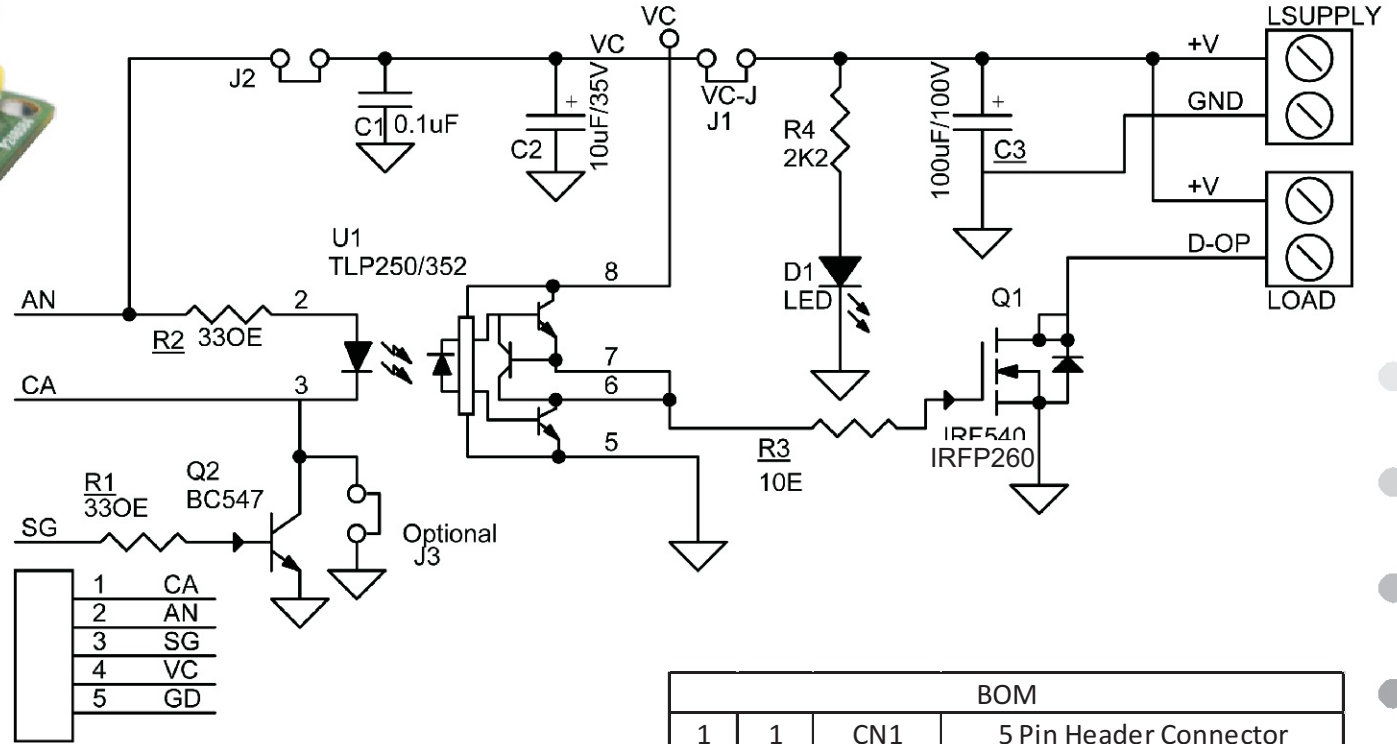 VC
LSUPPLY
VC
+V
J2
VC-J
J1
GND
C1
0.1uF
C2
+
10uF/35V
R4
2K2
100uF/100V
+
C3
+V
U1
TLP250/352
D-OP
8
D1
LED
Q1
LOAD
AN
2
R2
33OE
7
CA
3
6
IRF540
IRFP260
5
R3
10E
R1
33OE
Q2
BC547
SG
Optional
J3
1 CA
2 AN
3 SG
4 VC
5 GD
BOM
1 1 CN1 5 Pin Header Connector